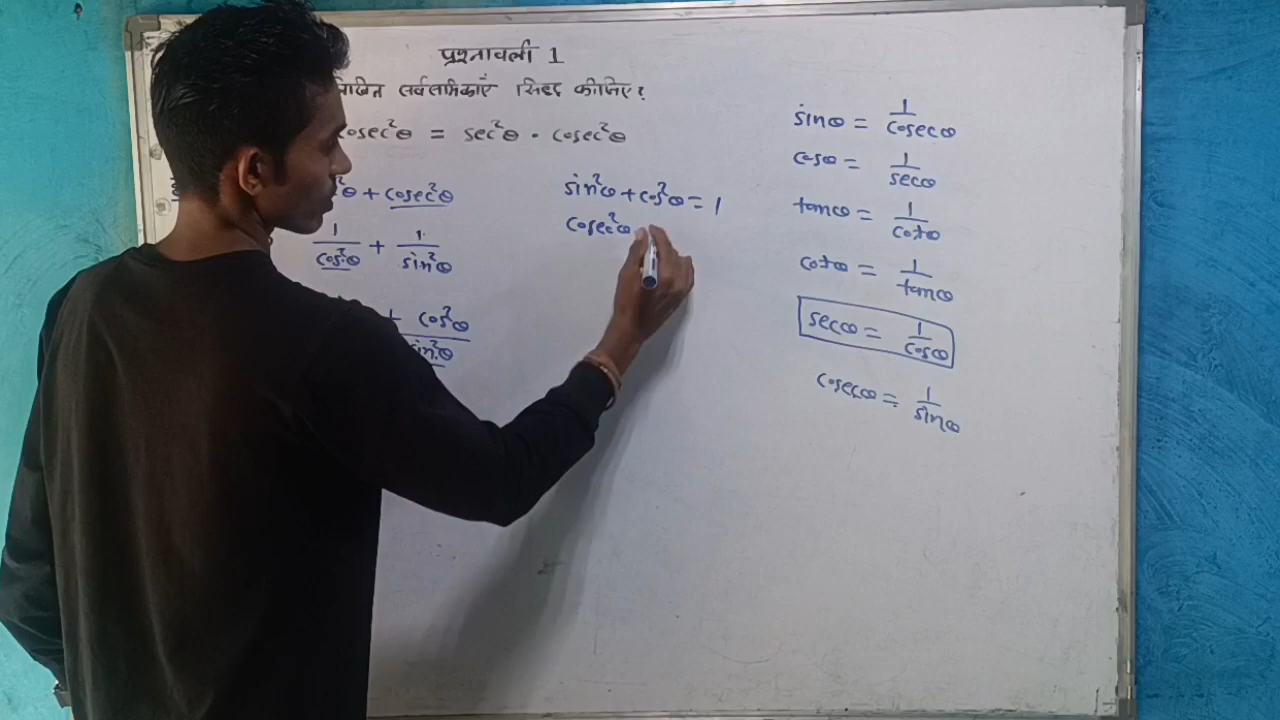 प्रश्नावली 1
सर्वसमिकाएँ सिद्ध कीजिए?
cosec²θ = sec²θ · cosec²θ
²θ + cosec²θ
1/cos²θ + 1/sin²θ
+ cos²θ
sin²θ
sin²θ + cos²θ = 1
cosec²θ
sinθ = 1/cosecθ
cosθ = 1/secθ
tanθ = 1/cotθ
cotθ = 1/tanθ
secθ = 1/cosθ
cosecθ = 1/sinθ